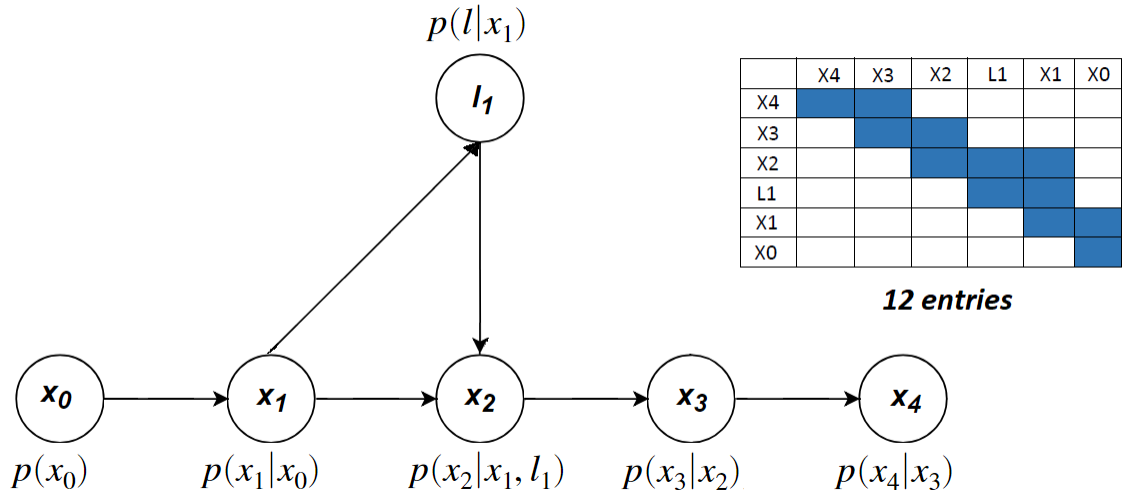 p(l|x₁)
l₁
X4 X3 X2 L1 X1 X0
X4
X3
X2
L1
X1
X0
12 entries
x₀ x₁ x₂ x₃ x₄
p(x₀) p(x₁|x₀) p(x₂|x₁, l₁) p(x₃|x₂) p(x₄|x₃)